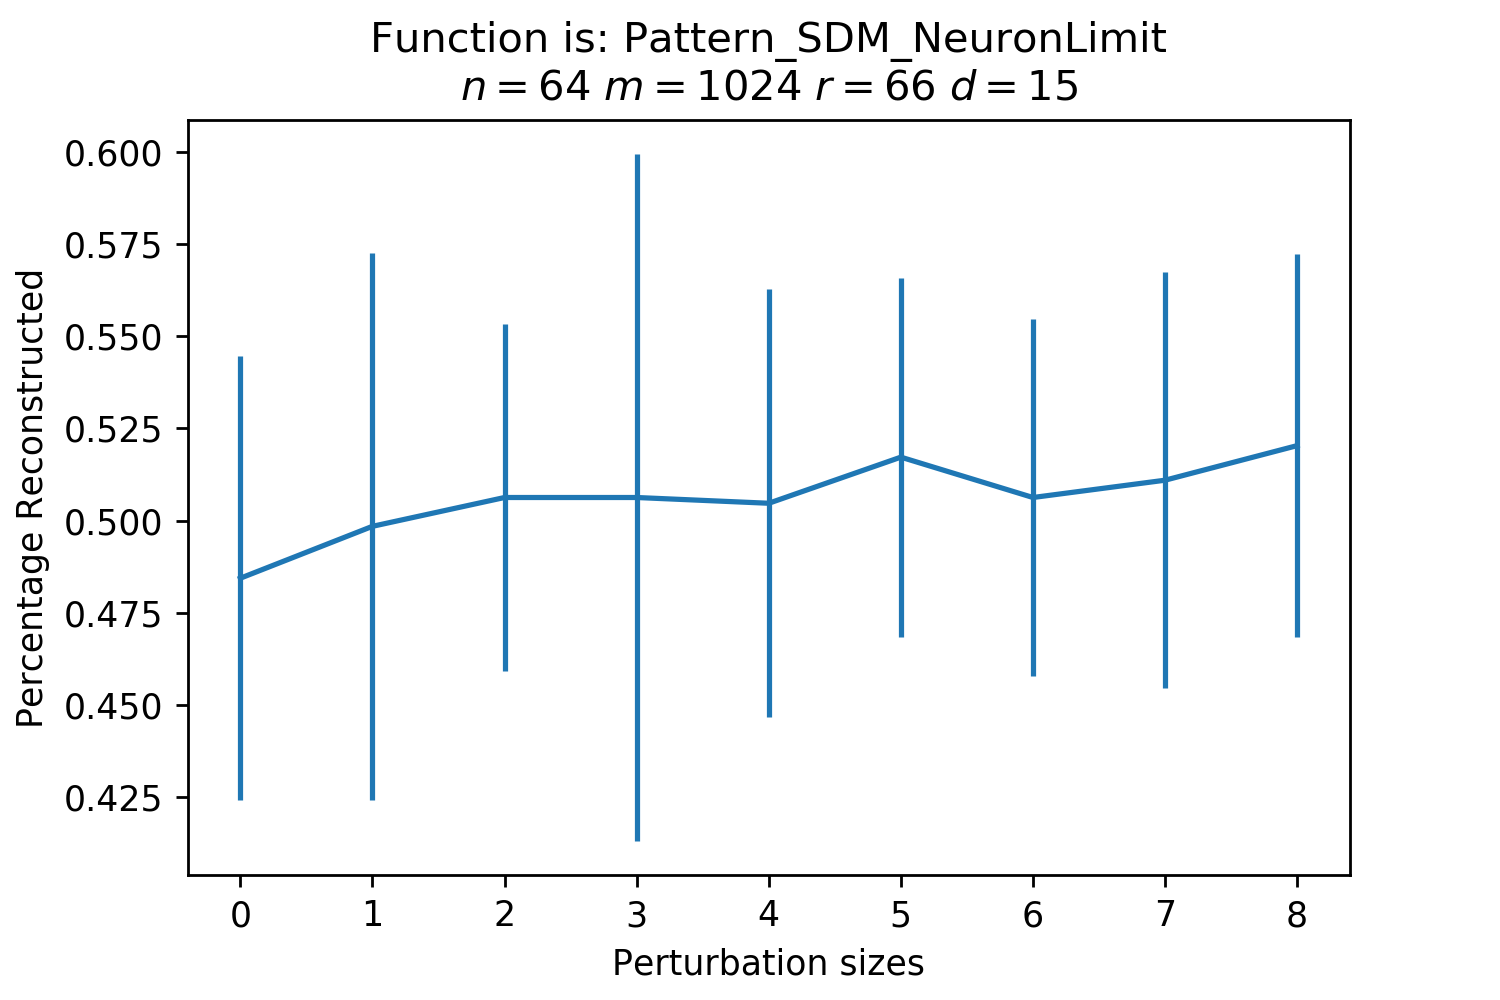 Function is: Pattern_SDM_NeuronLimit
n = 64 m = 1024 r = 66 d = 15
Percentage Reconstructed
0.600
0.575
0.550
0.525
0.500
0.475
0.450
0.425
0 1 2 3 4 5 6 7 8
Perturbation sizes